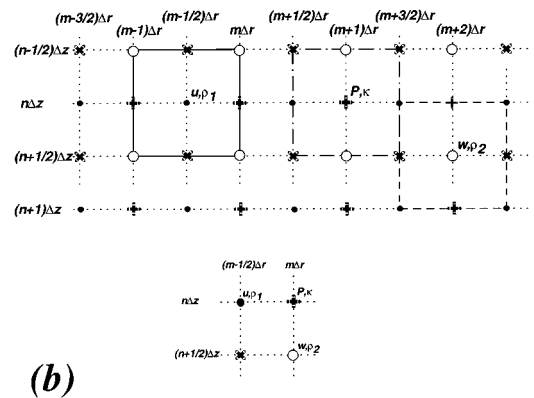 (m-3/2)Δr (m-1/2)Δr (m+1/2)Δr (m+3/2)Δr
(m-1)Δr mΔr (m+1)Δr (m+2)Δr
(n-1/2)Δz
nΔz u,ρ1 P,κ
(n+1/2)Δz w,ρ2
(n+1)Δz
(m-1/2)Δr mΔr
nΔz u,ρ1 P,κ
(n+1/2)Δz w,ρ2
(b)